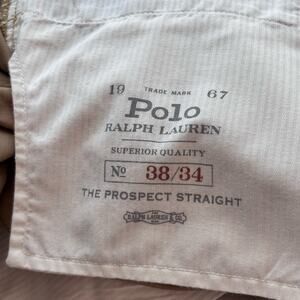 19 TRADE MARK 67
Polo
RALPH LAUREN
SUPERIOR QUALITY
No 38/34
THE PROSPECT STRAIGHT
RALPH LAUREN & CO.